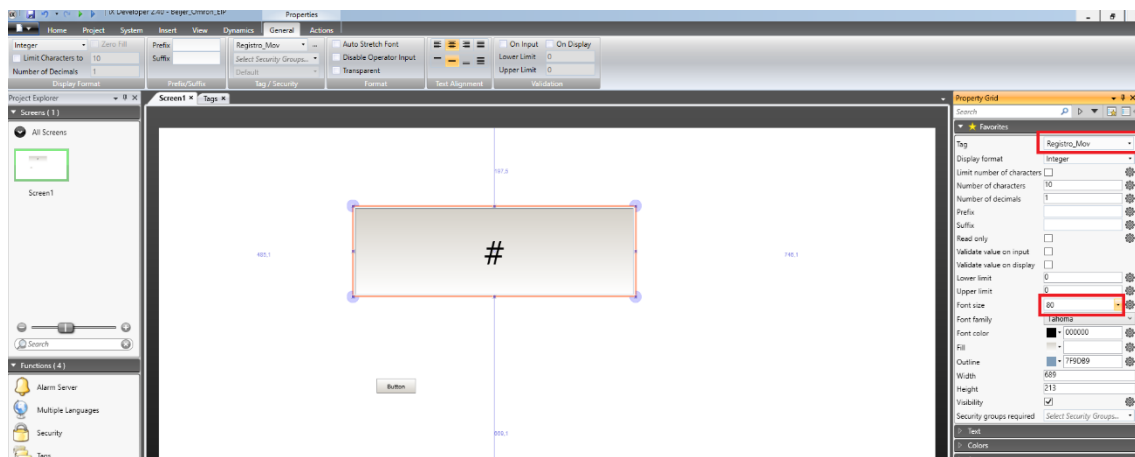 iX Developer 2.40 - Beijer_Omron_EIP
Properties
Home Project System Insert View Dynamics General Actions
Integer Zero Fill Prefix Registro_Mov ... Auto Stretch Font On Input On Display
Limit Characters to 10 Suffix Select Security Groups... Disable Operator Input Lower Limit 0
Number of Decimals 1 Default Transparent Upper Limit 0
Display Format Prefix/Suffix Tag / Security Format Text Alignment Validation
Project Explorer
Screen1 Tags
Property Grid
Screens ( 1 )
Search
All Screens
Favorites
Tag Registro_Mov
Display format Integer
Limit number of characters
Number of characters 10
Number of decimals 1
Prefix
Suffix
Read only
Validate value on input
Validate value on display
Lower limit 0
Upper limit 0
Font size 80
Font family Tahoma
Font color 000000
Fill
Outline 7F9DB9
Width 689
Height 213
Visibility
Security groups required Select Security Groups...
Text
Colors
Screen1
#
Button
Search
Functions ( 4 )
Alarm Server
Multiple Languages
Security
Tags